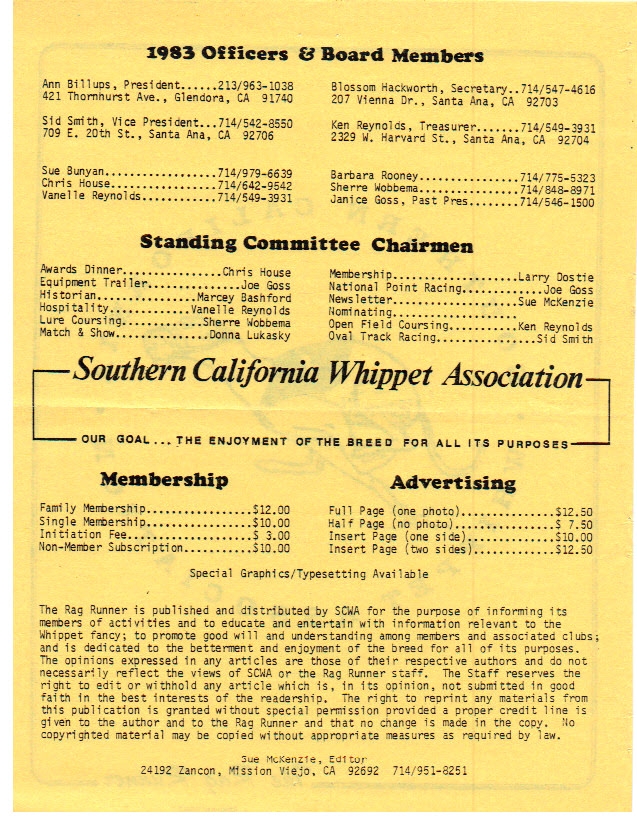 1983 Officers & Board Members
Ann Billups, President......213/963-1038
421 Thornhurst Ave., Glendora, CA 91740
Blossom Hackworth, Secretary..714/547-4616
207 Vienna Dr., Santa Ana, CA 92703
Sid Smith, Vice President...714/542-8550
709 E. 20th St., Santa Ana, CA 92706
Ken Reynolds, Treasurer.......714/549-3931
2329 W. Harvard St., Santa Ana, CA 92704
Sue Bunyan..................714/979-6639
Chris House.................714/642-9542
Vanelle Reynolds............714/549-3931
Barbara Rooney................714/775-5323
Sherre Wobbema................714/848-8971
Janice Goss, Past Pres........714/546-1500
Standing Committee Chairmen
Awards Dinner................Chris House
Equipment Trailer...............Joe Goss
Historian................Marcey Bashford
Hospitality.............Vanelle Reynolds
Lure Coursing.............Sherre Wobbema
Match & Show...............Donna Lukasky
Membership....................Larry Dostie
National Point Racing.............Joe Goss
Newsletter....................Sue McKenzie
Nominating....................
Open Field Coursing...........Ken Reynolds
Oval Track Racing................Sid Smith
Southern California Whippet Association
OUR GOAL... THE ENJOYMENT OF THE BREED FOR ALL ITS PURPOSES
Membership
Family Membership.................$12.00
Single Membership.................$10.00
Initiation Fee....................$ 3.00
Non-Member Subscription...........$10.00
Advertising
Full Page (one photo)...............$12.50
Half Page (no photo)................$ 7.50
Insert Page (one side)..............$10.00
Insert Page (two sides).............$12.50
Special Graphics/Typesetting Available
The Rag Runner is published and distributed by SCWA for the purpose of informing its
members of activities and to educate and entertain with information relevant to the
Whippet fancy; to promote good will and understanding among members and associated clubs;
and is dedicated to the betterment and enjoyment of the breed for all of its purposes.
The opinions expressed in any articles are those of their respective authors and do not
necessarily reflect the views of SCWA or the Rag Runner staff. The Staff reserves the
right to edit or withhold any article which is, in its opinion, not submitted in good
faith in the best interests of the readership. The right to reprint any materials from
this publication is granted without special permission provided a proper credit line is
given to the author and to the Rag Runner and that no change is made in the copy. No
copyrighted material may be copied without appropriate measures as required by law.
Sue McKenzie, Editor
24192 Zancon, Mission Viejo, CA 92692 714/951-8251